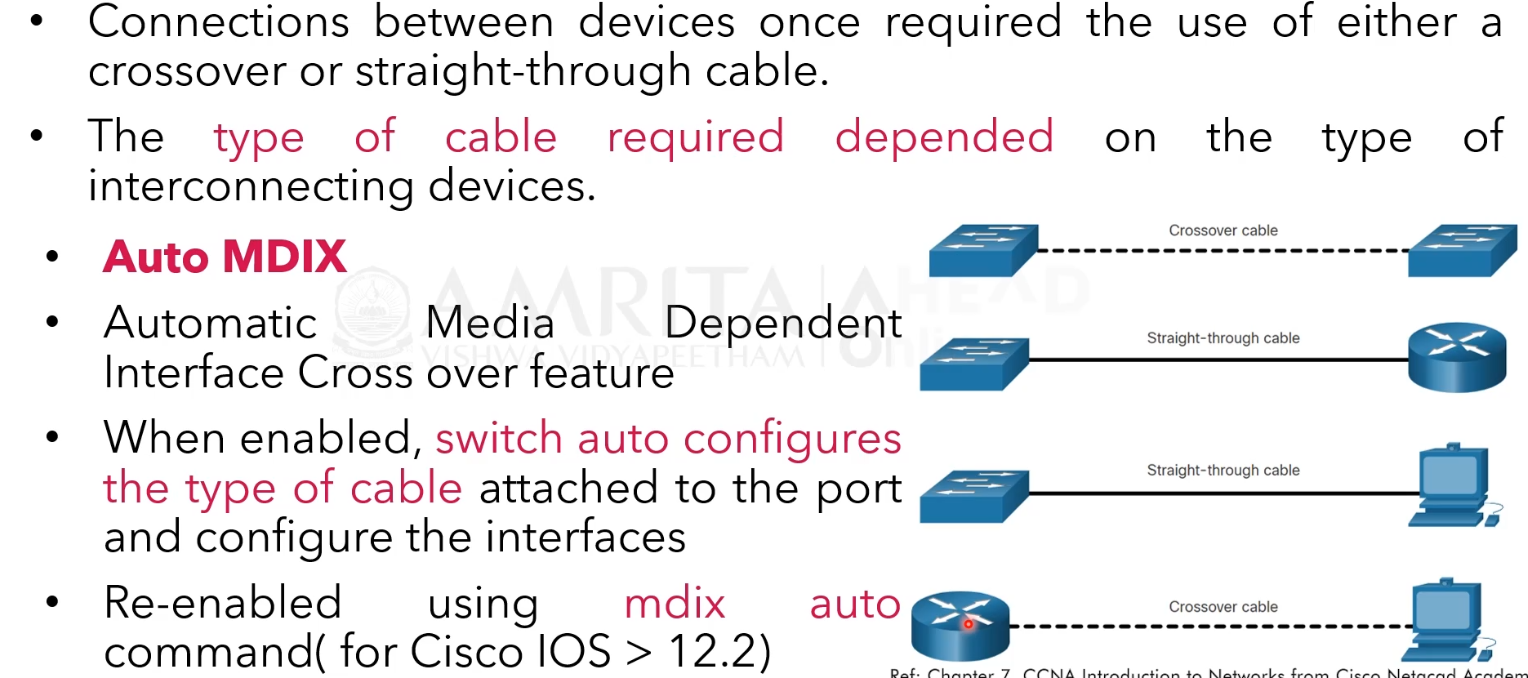 • Connections between devices once required the use of either a
crossover or straight-through cable.
• The type of cable required depended on the type of
interconnecting devices.
• Auto MDIX
• Automatic Media Dependent
Interface Cross over feature
• When enabled, switch auto configures
the type of cable attached to the port
and configure the interfaces
• Re-enabled using mdix auto
command( for Cisco IOS > 12.2)
Crossover cable
Straight-through cable
Straight-through cable
Crossover cable
AMRITA AHEAD
VISHWA VIDYAPEETHAM Online
Ref: Chapter 7, CCNA Introduction to Networks from Cisco Netacad